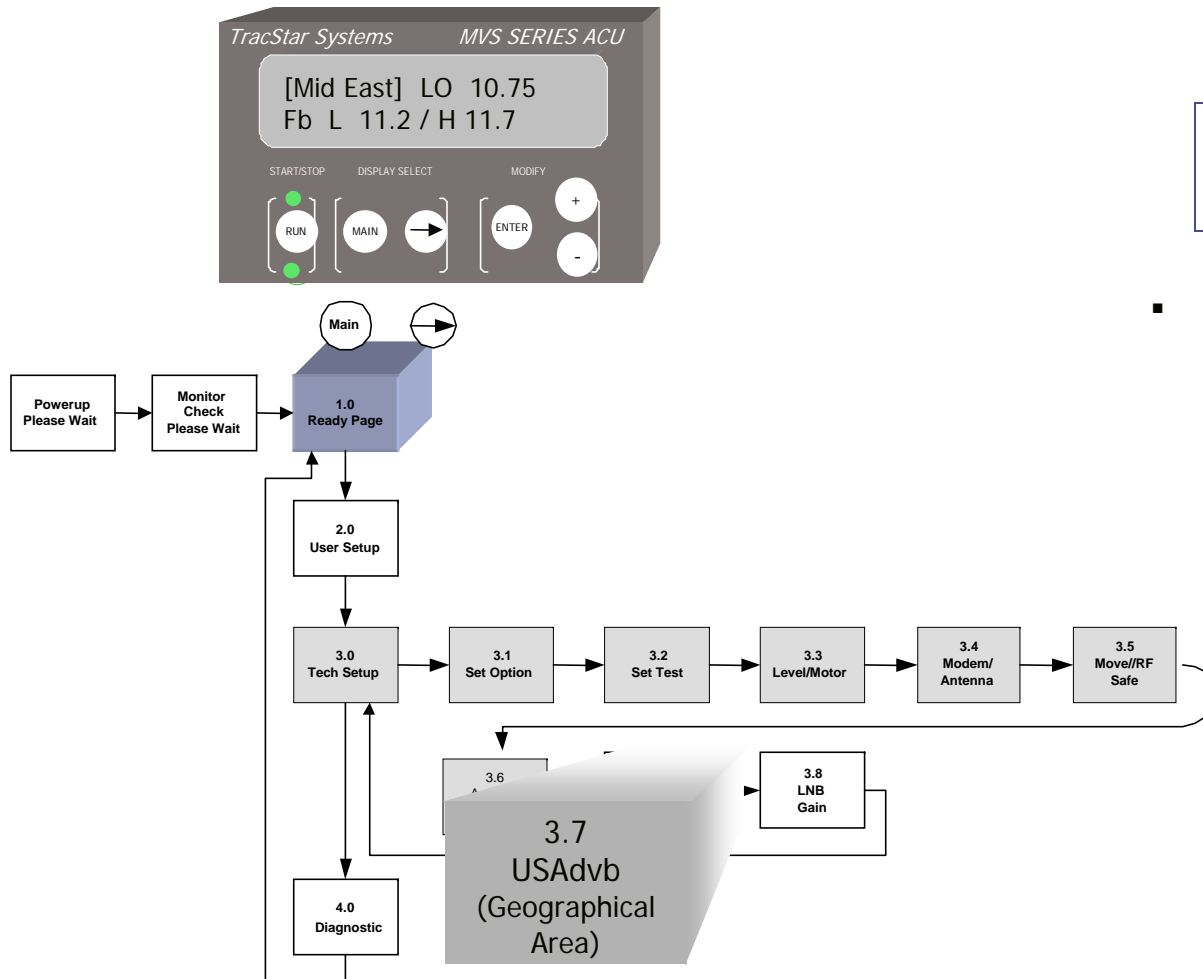 TracStar Systems MVS SERIES ACU
[Mid East] LO 10.75
Fb L 11.2 / H 11.7
START/STOP DISPLAY SELECT MODIFY
RUN MAIN ENTER +
-
Main
Powerup
Please Wait
Monitor
Check
Please Wait
1.0
Ready Page
2.0
User Setup
3.0
Tech Setup
3.1
Set Option
3.2
Set Test
3.3
Level/Motor
3.4
Modem/
Antenna
3.5
Move//RF
Safe
3.6
3.7
USAdvb
(Geographical
Area)
3.8
LNB
Gain
4.0
Diagnostic